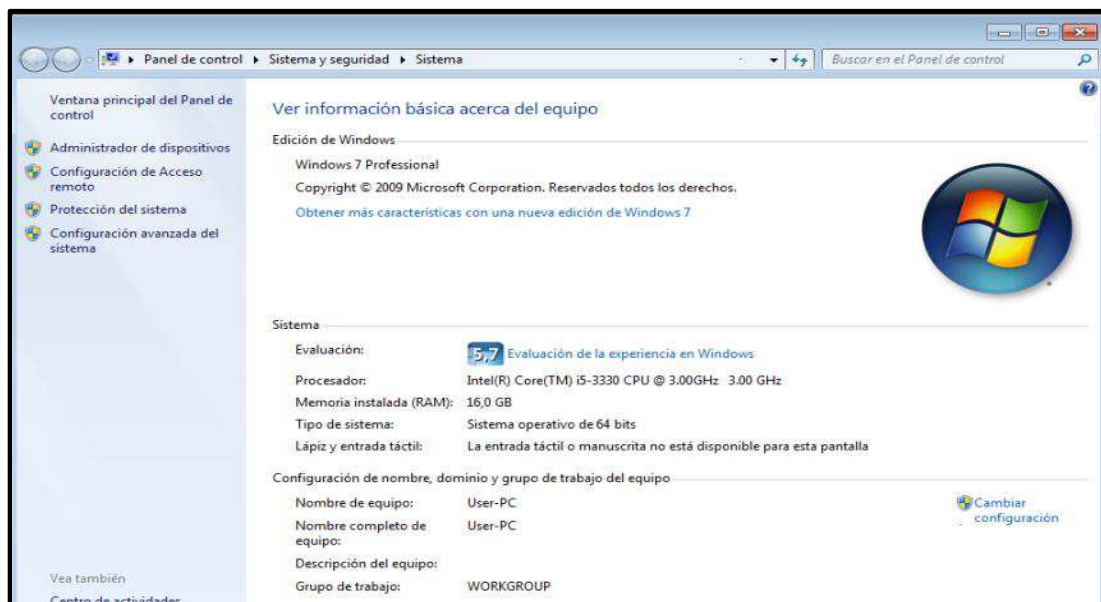 Panel de control ▸ Sistema y seguridad ▸ Sistema
Buscar en el Panel de control
Ventana principal del Panel de
control
Administrador de dispositivos
Configuración de Acceso
remoto
Protección del sistema
Configuración avanzada del
sistema
Vea también
Centro de actividades
Ver información básica acerca del equipo
Edición de Windows
Windows 7 Professional
Copyright © 2009 Microsoft Corporation. Reservados todos los derechos.
Obtener más características con una nueva edición de Windows 7
Sistema
Evaluación: 5,7 Evaluación de la experiencia en Windows
Procesador: Intel(R) Core(TM) i5-3330 CPU @ 3.00GHz 3.00 GHz
Memoria instalada (RAM): 16,0 GB
Tipo de sistema: Sistema operativo de 64 bits
Lápiz y entrada táctil: La entrada táctil o manuscrita no está disponible para esta pantalla
Configuración de nombre, dominio y grupo de trabajo del equipo
Nombre de equipo: User-PC
Cambiar
configuración
Nombre completo de User-PC
equipo:
Descripción del equipo:
Grupo de trabajo: WORKGROUP